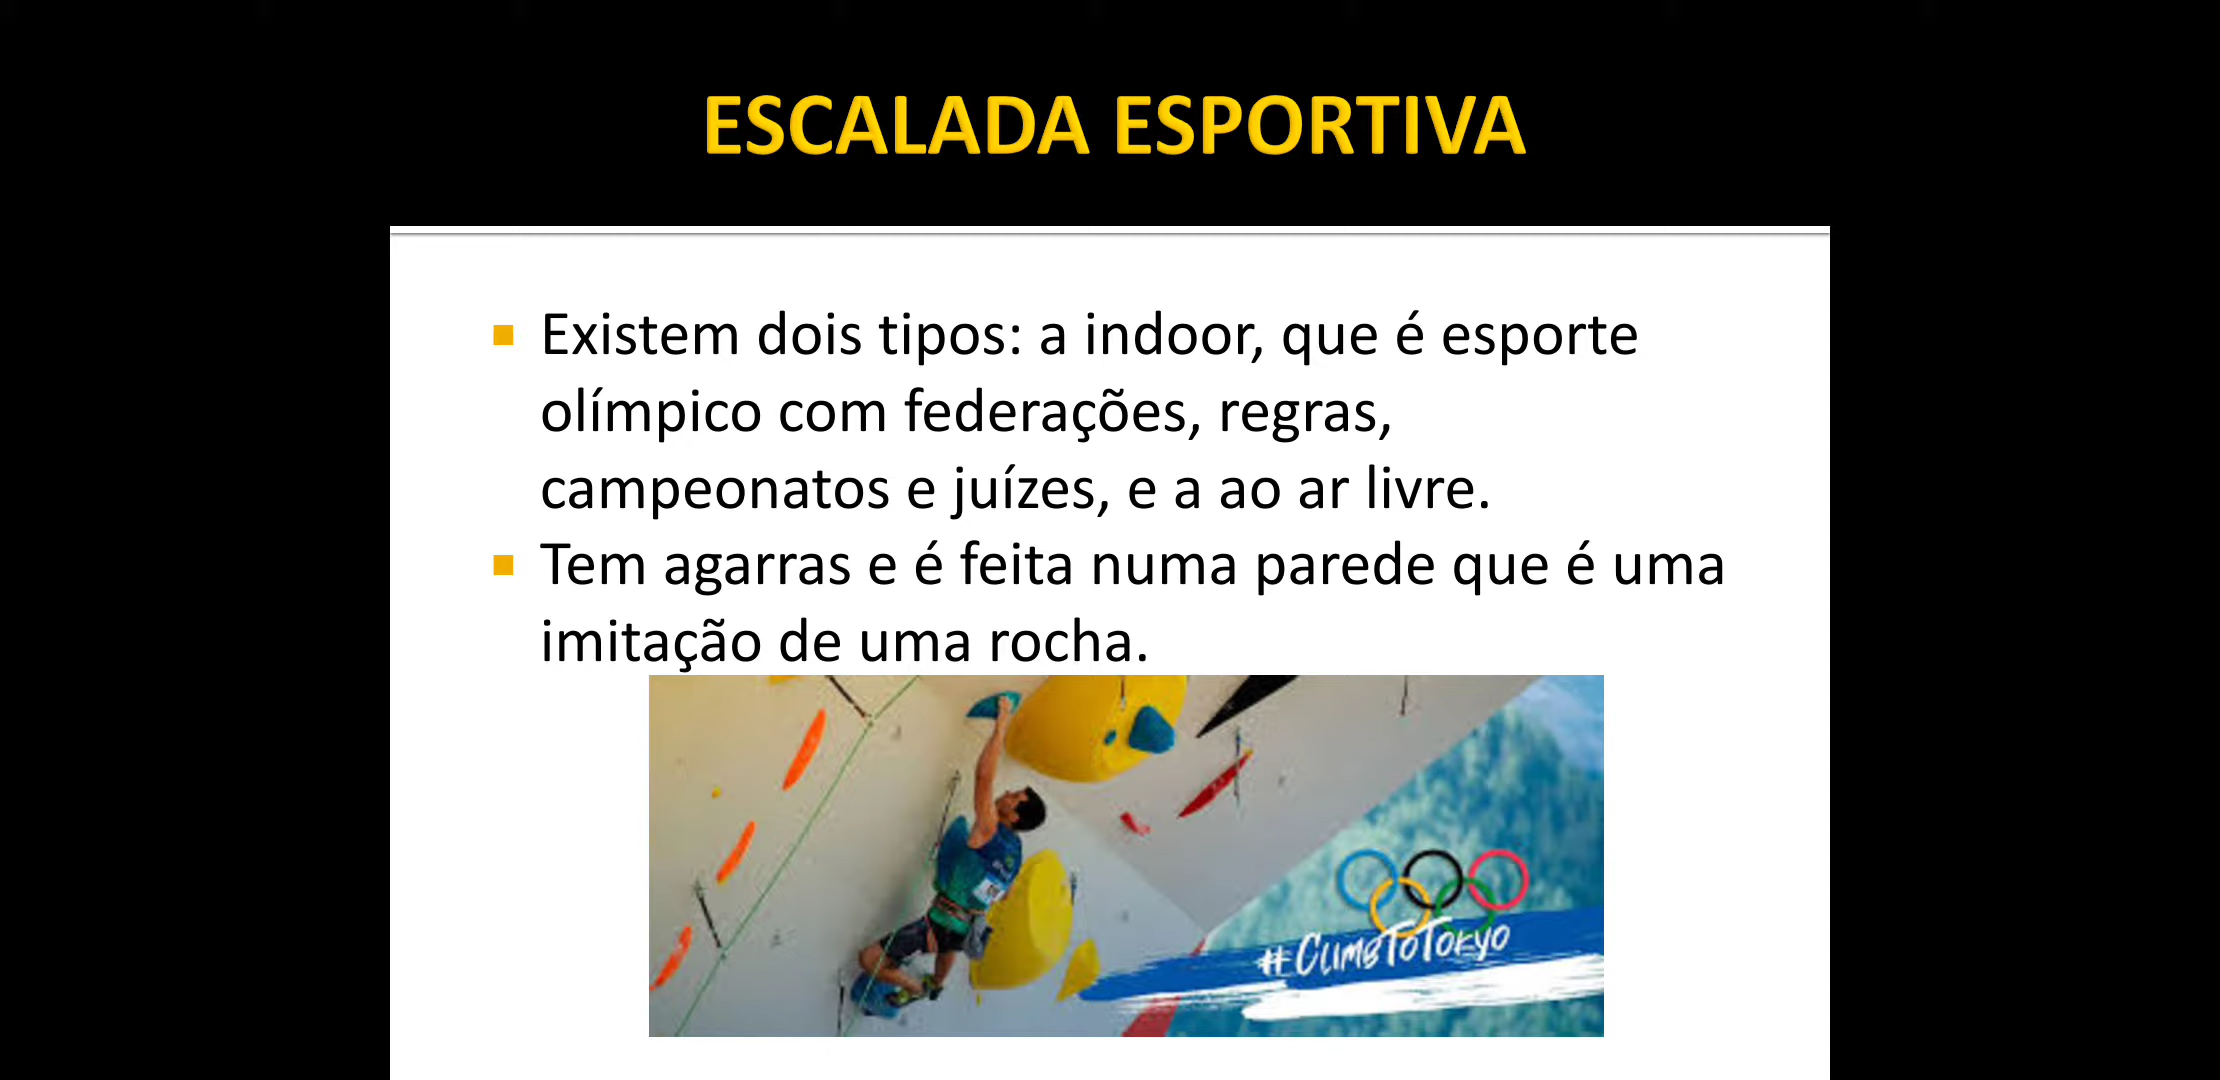 ESCALADA ESPORTIVA
Existem dois tipos: a indoor, que é esporte
olímpico com federações, regras,
campeonatos e juízes, e a ao ar livre.
Tem agarras e é feita numa parede que é uma
imitação de uma rocha.
#CLIMBTOTOKYO